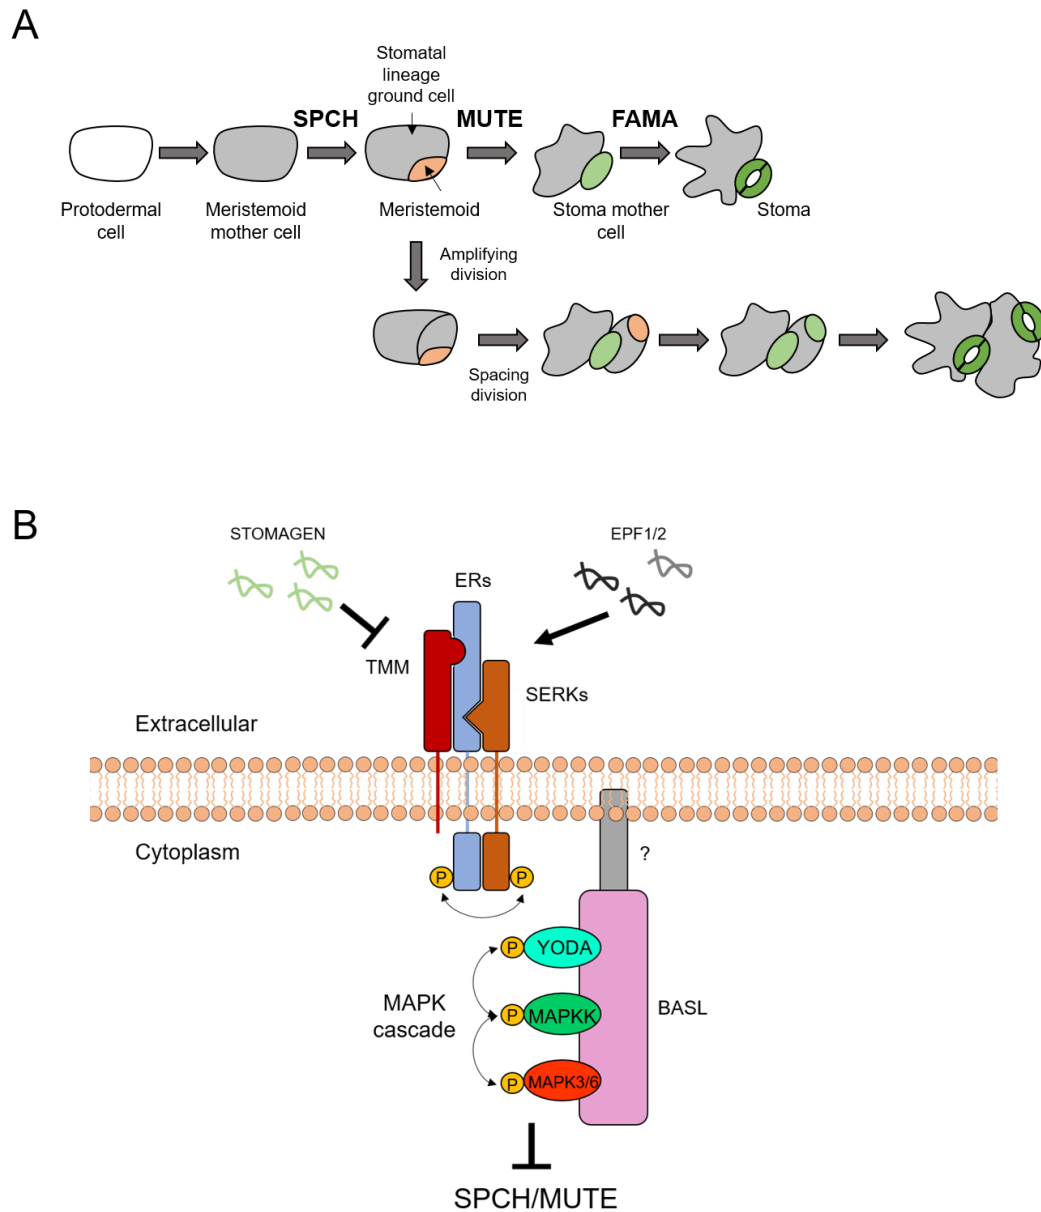 A
Stomatal
lineage
ground cell
SPCH
MUTE
FAMA
Protodermal
cell
Meristemoid
mother cell
Meristemoid
Stoma mother
cell
Stoma
Amplifying
division
Spacing
division
B
STOMAGEN
EPF1/2
ERs
TMM
SERKs
Extracellular
Cytoplasm
?
P
P
P
YODA
MAPK
cascade
P
MAPKK
BASL
P
MAPK3/6
SPCH/MUTE